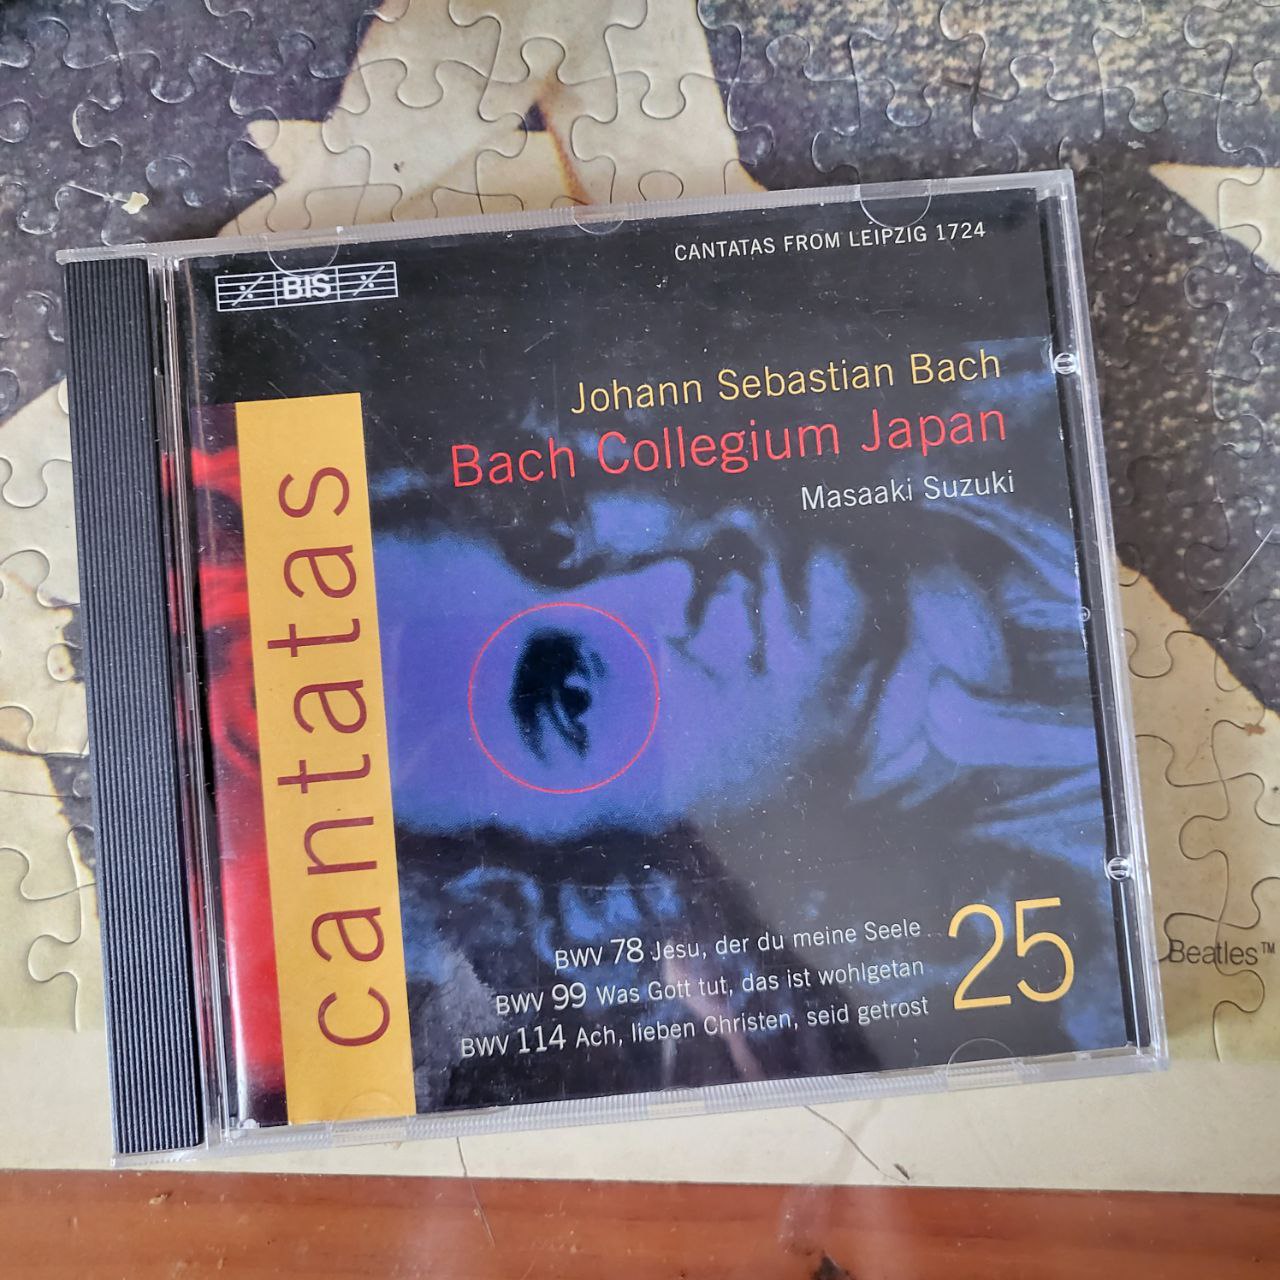 CANTATAS FROM LEIPZIG 1724
BIS
Johann Sebastian Bach
Bach Collegium Japan
Masaaki Suzuki
cantatas
BWV 78 Jesu, der du meine Seele
BWV 99 Was Gott tut, das ist wohlgetan
BWV 114 Ach, lieben Christen, seid getrost
25
Beatles™